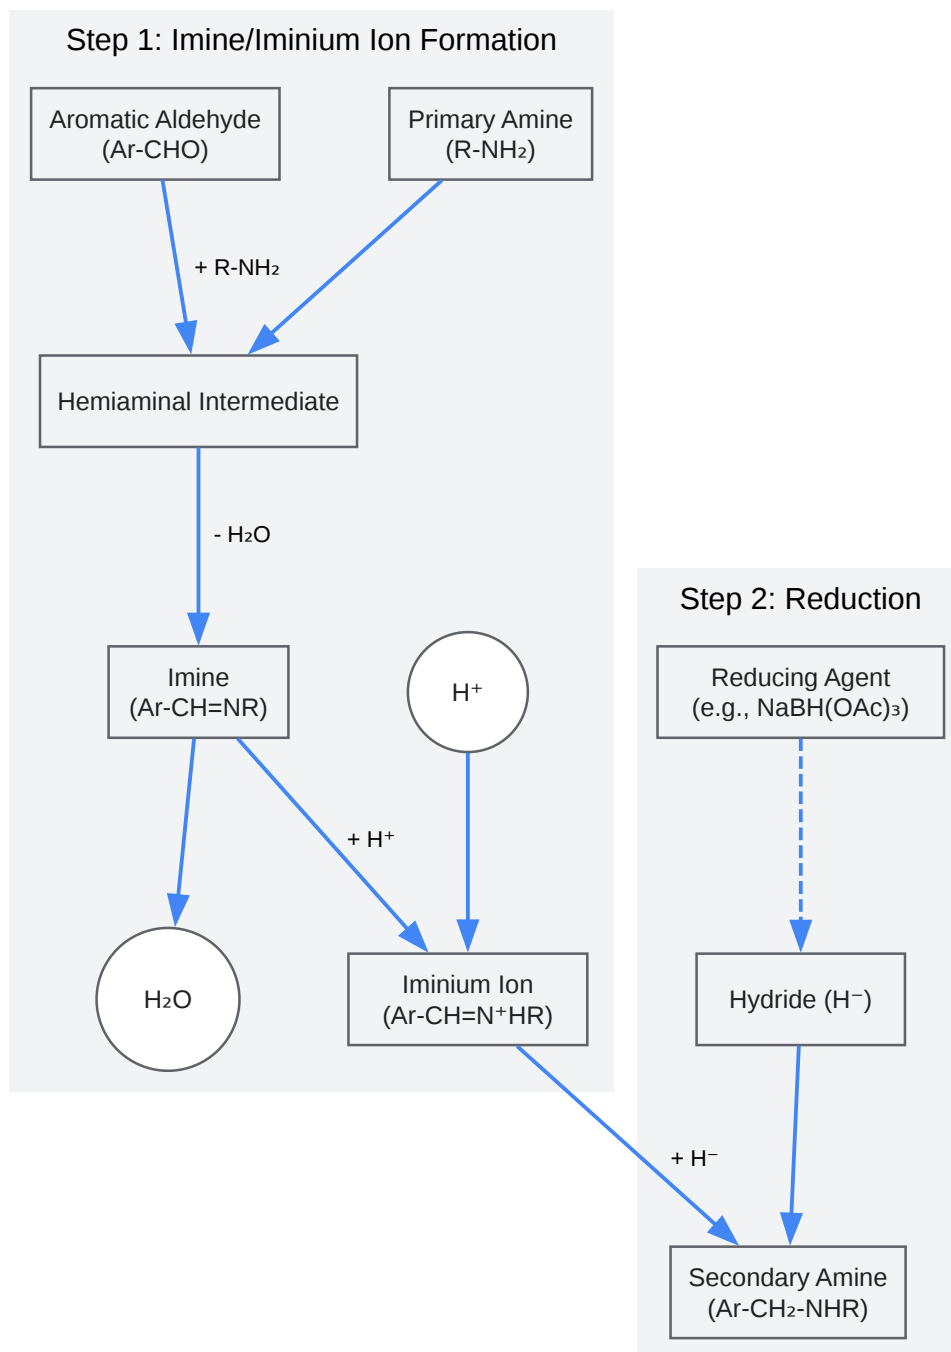 Step 1: Imine/Iminium Ion Formation
Aromatic Aldehyde
(Ar-CHO)
Primary Amine
(R-NH₂)
+ R-NH₂
Hemiaminal Intermediate
- H₂O
Imine
(Ar-CH=NR)
H⁺
+ H⁺
H₂O
Iminium Ion
(Ar-CH=N⁺HR)
Step 2: Reduction
Reducing Agent
(e.g., NaBH(OAc)₃)
Hydride (H⁻)
+ H⁻
Secondary Amine
(Ar-CH₂-NHR)